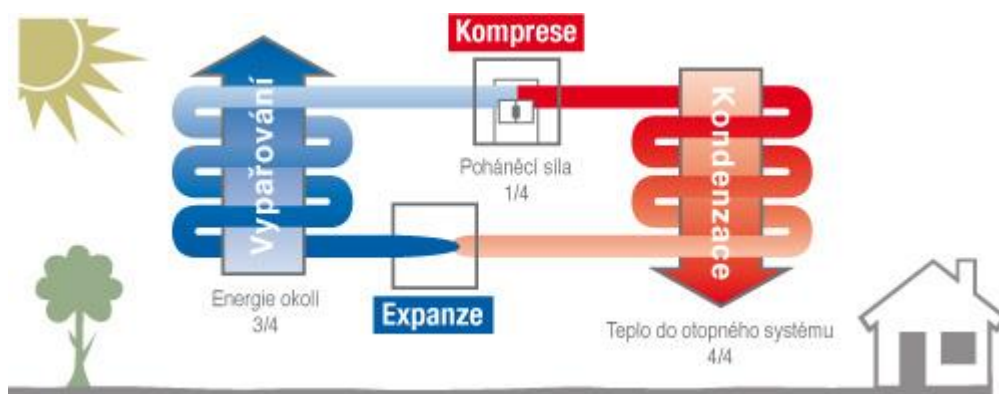 Komprese
Vypařování
Kondenzace
Poháněcí síla
1/4
Energie okolí
3/4
Expanze
Teplo do otopného systému
4/4